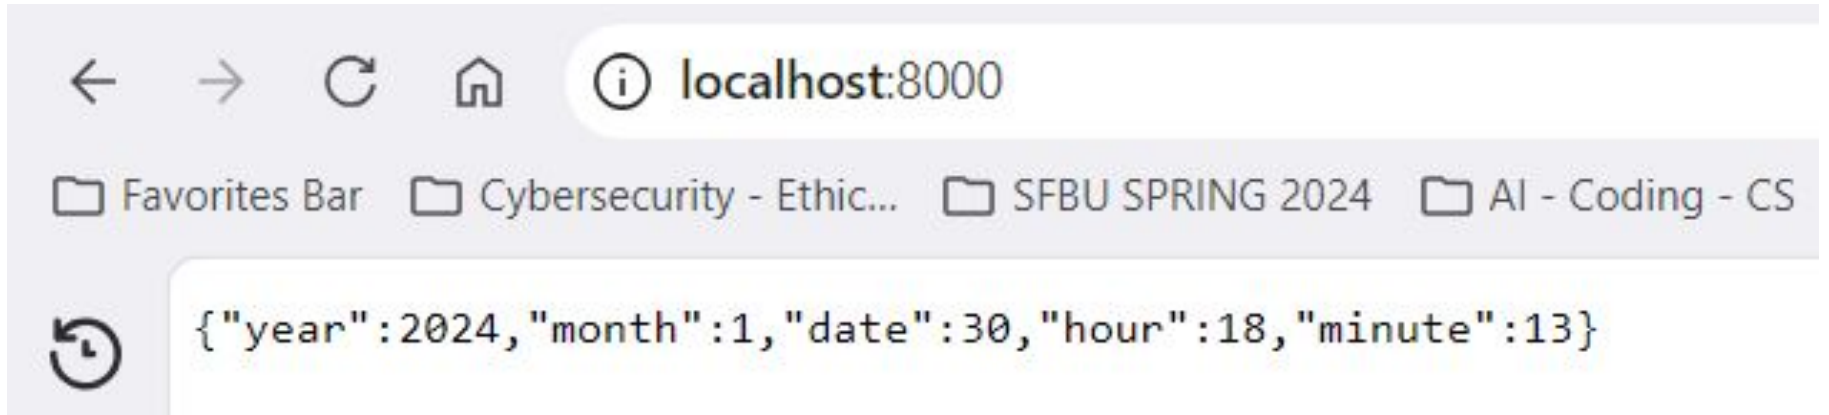 localhost:8000
Favorites Bar Cybersecurity - Ethic... SFBU SPRING 2024 AI - Coding - CS
{"year":2024,"month":1,"date":30,"hour":18,"minute":13}